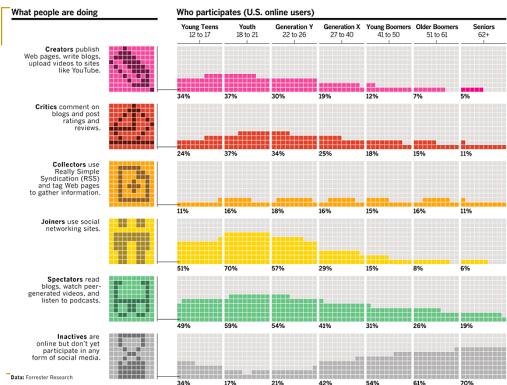 What people are doing
Who participates (U.S. online users)
Young Teens
12 to 17
Youth
18 to 21
Generation Y
22 to 26
Generation X
27 to 40
Young Boomers
41 to 50
Older Boomers
51 to 61
Seniors
62+
Creators publish
Web pages, write blogs,
upload videos to sites
like YouTube.
34% 37% 30% 19% 12% 7% 5%
Critics comment on
blogs and post
ratings and
reviews.
24% 37% 34% 25% 18% 15% 11%
Collectors use
Really Simple
Syndication (RSS)
and tag Web pages
to gather information.
11% 16% 18% 16% 15% 16% 11%
Joiners use social
networking sites.
51% 70% 57% 29% 15% 8% 6%
Spectators read
blogs, watch peer-
generated videos, and
listen to podcasts.
49% 59% 54% 41% 31% 26% 19%
Inactives are
online but don't yet
participate in any
form of social media.
34% 17% 21% 42% 54% 61% 70%
Data: Forrester Research